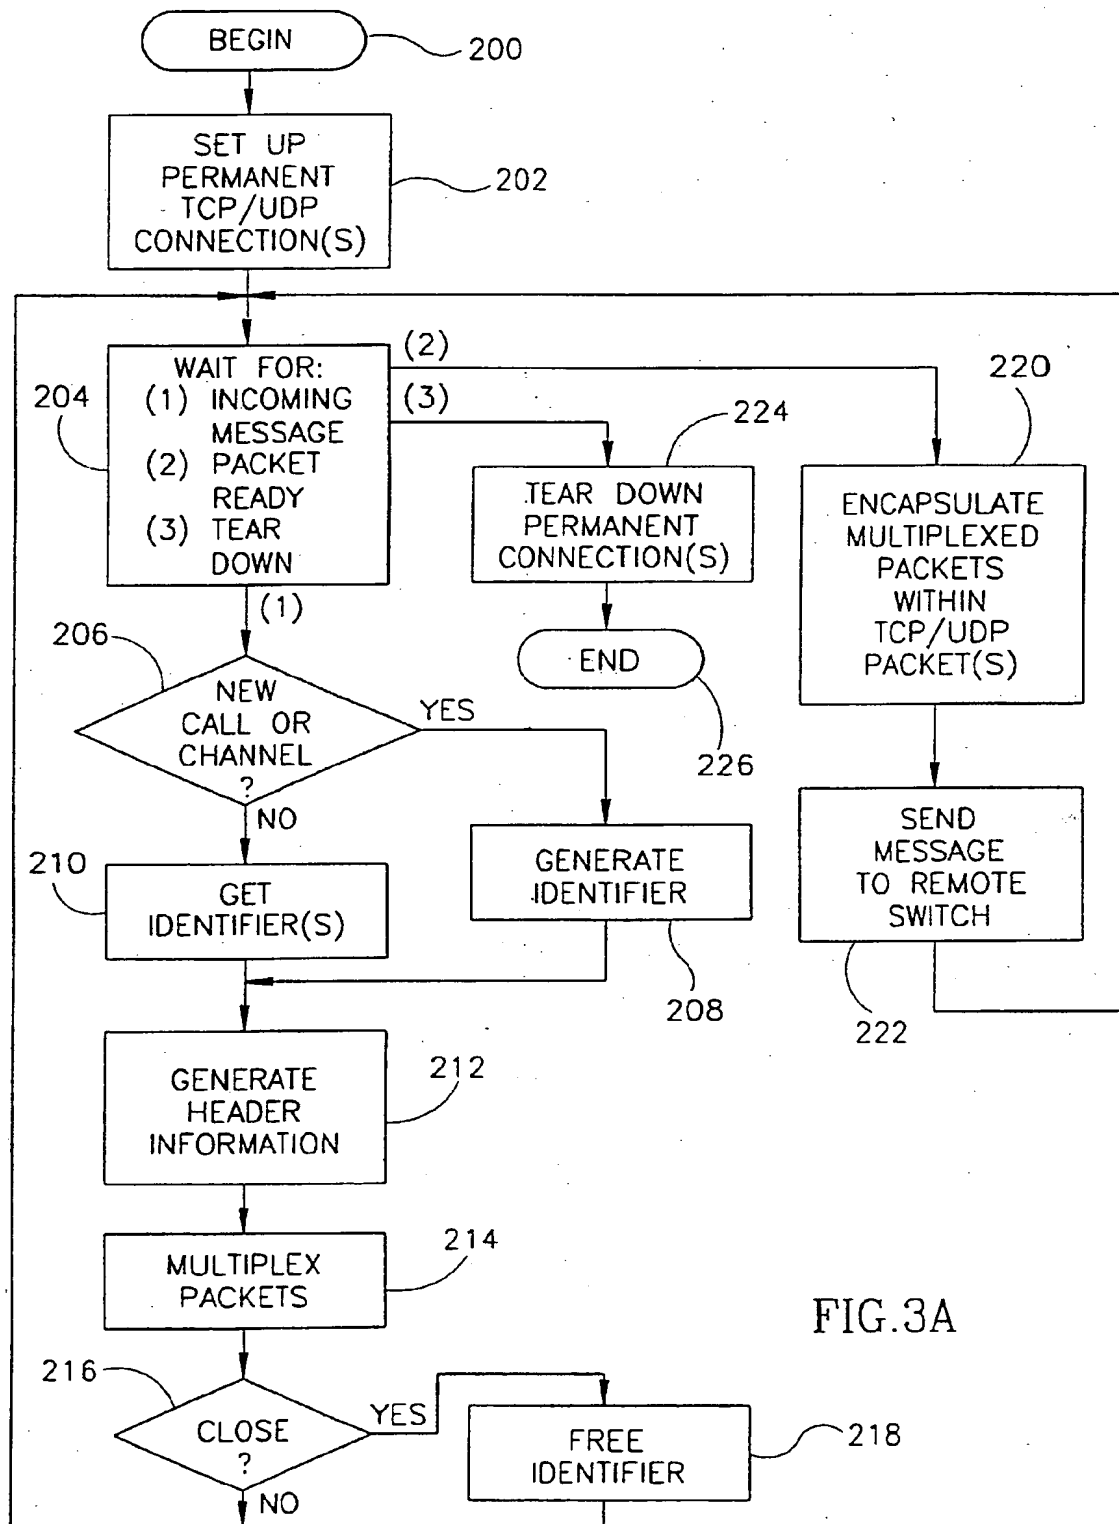 BEGIN
200
SET UP
PERMANENT
TCP/UDP
CONNECTION(S)
202
WAIT FOR:
(1) INCOMING
MESSAGE
(2) PACKET
READY
(3) TEAR
DOWN
204
(2)
(3)
(1)
220
224
TEAR DOWN
PERMANENT
CONNECTION(S)
ENCAPSULATE
MULTIPLEXED
PACKETS
WITHIN
TCP/UDP
PACKET(S)
END
226
206
NEW
CALL OR
CHANNEL
?
YES
NO
SEND
MESSAGE
TO REMOTE
SWITCH
222
210
GET
IDENTIFIER(S)
GENERATE
IDENTIFIER
208
GENERATE
HEADER
INFORMATION
212
MULTIPLEX
PACKETS
214
FIG.3A
216
CLOSE
?
YES
NO
FREE
IDENTIFIER
218